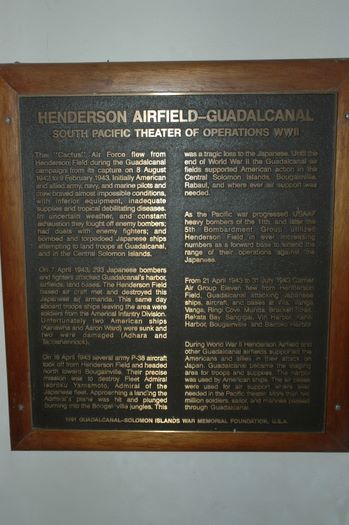 HENDERSON AIRFIELD–GUADALCANAL
SOUTH PACIFIC THEATER OF OPERATIONS WWII
The "Cactus" Air Force flew from
Henderson Field during the Guadalcanal
campaign from its capture on 8 August
1942 to 9 February 1943. Initially American
and allied army, navy, and marine pilots and
crew braved almost impossible conditions,
with inferior equipment, inadequate
supplies and tropical debilitating diseases.
In uncertain weather, and constant
exhaustion they fought off enemy bombers;
had duels with enemy fighters; and
bombed and torpedoed Japanese ships
attempting to land troops at Guadalcanal,
and in the Central Solomon Islands.
On 7 April 1943, 293 Japanese bombers
and fighters attacked Guadalcanal's harbor,
airfields, land bases. The Henderson Field
based air craft met and destroyed this
Japanese air armada. This same day
aboard troop ships leaving the area were
soldiers from the Americal Infantry Division.
Unfortunately two American ships
(Kanawha and Aaron Ward) were sunk and
two were damaged (Adhara and
Tappahannock).
On 18 April 1943 several army P-38 aircraft
took off from Henderson Field and headed
north toward Bougainville. Their precise
mission was to destroy Fleet Admiral
Isoroku Yamamoto, Admiral of the
Japanese fleet. Approaching a landing the
Admiral's plane was hit and plunged
burning into the Bougainville jungles. This
was a tragic loss to the Japanese. Until the
end of World War II the Guadalcanal air
fields supported American action in the
Central Solomon Islands, Bougainville,
Rabaul, and where ever air support was
needed.
As the Pacific war progressed USAAF
heavy bombers of the 11th, and later the
5th Bombardment Group utilized
Henderson Field in ever increasing
numbers as a forward base to extend the
range of their operations against the
Japanese.
From 21 April 1943 to 31 July 1943 Carrier
Air Group Eleven flew from Henderson
Field, Guadalcanal attacking Japanese
ships, aircraft, and bases at Vila, Vanga
Vanga, Ring Cove, Munda,
Rekata Bay, Harbor, Kahili
Harbor, Bougainville and Harbor.
During World War II Henderson Airfield and
other Guadalcanal airfields supported the
Americans and allies in their attack on
Japan. Guadalcanal became the staging
area for troops and supplies. The harbor
was used by American ships. The air bases
were used for air support where ever
needed in the Pacific theater. More than two
million soldiers, sailor, and marines passed
through Guadalcanal.
1991 GUADALCANAL–SOLOMON ISLANDS WAR MEMORIAL FOUNDATION, U.S.A.